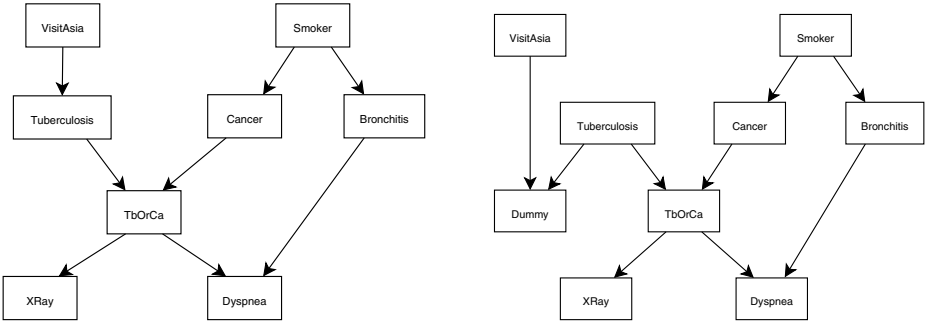 VisitAsia
Smoker
Tuberculosis
Cancer
Bronchitis
TbOrCa
XRay
Dyspnea
VisitAsia
Smoker
Tuberculosis
Cancer
Bronchitis
Dummy
TbOrCa
XRay
Dyspnea